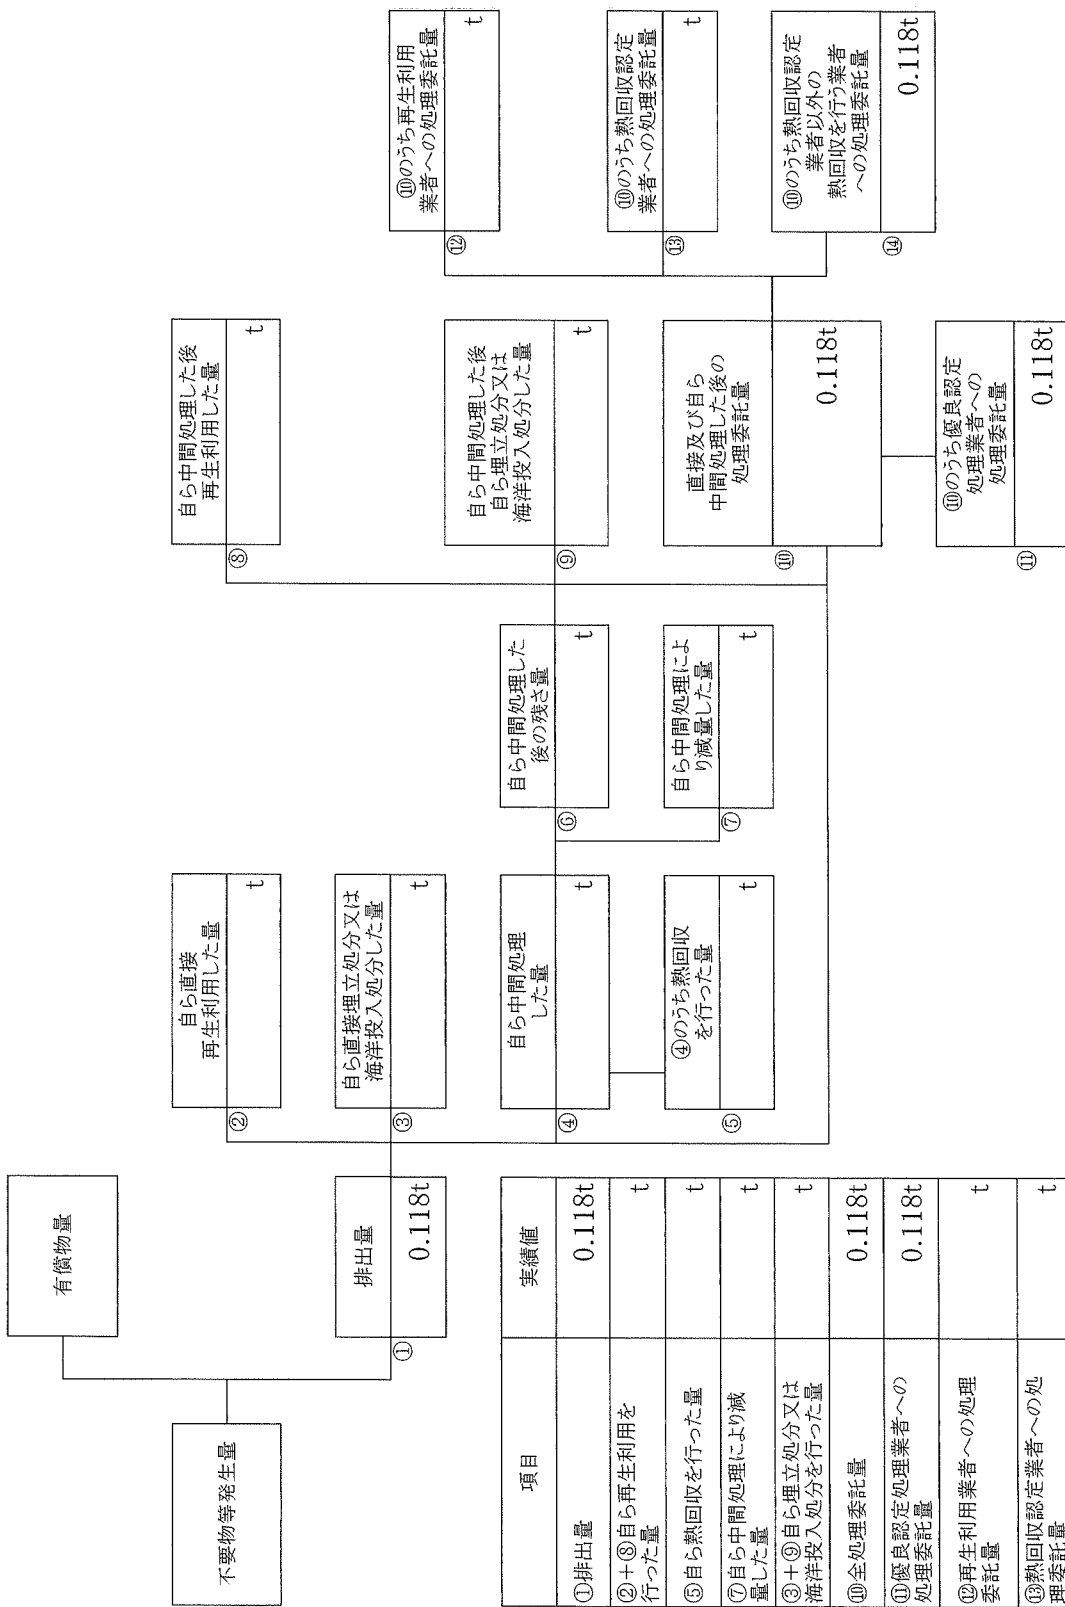 有償物量
不要物等発生量
排出量
①
0.118t
自ら直接
再生利用した量
②
t
自ら直接埋立処分又は
海洋投入処分した量
③
t
自ら中間処理
した量
④
t
④のうち熱回収
を行った量
⑤
t
自ら中間処理した
後の残さ量
⑥
t
自ら中間処理によ
り減量した量
⑦
t
自ら中間処理した後
再生利用した量
⑧
t
自ら中間処理した後
自ら埋立処分又は
海洋投入処分した量
⑨
t
直接及び自ら
中間処理した後の
処理委託量
⑩
0.118t
⑩のうち優良認定
処理業者への
処理委託量
⑪
0.118t
⑩のうち再生利用
業者への処理委託量
⑫
t
⑩のうち熱回収認定
業者への処理委託量
⑬
t
⑩のうち熱回収認定
業者以外の
熱回収を行う業者
への処理委託量
⑭
0.118t
項目
実績値
①排出量
0.118t
②+⑧自ら再生利用を
行った量
t
⑤自ら熱回収を行った量
t
⑦自ら中間処理により減
量した量
t
③+⑨自ら埋立処分又は
海洋投入処分を行った量
t
⑩全処理委託量
0.118t
⑪優良認定処理業者への
処理委託量
0.118t
⑫再生利用業者への処理
委託量
t
⑬熱回収認定業者への処
理委託量
t